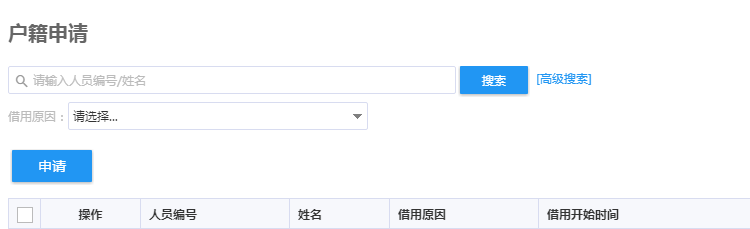 户籍申请
请输入人员编号/姓名 搜索 [高级搜索]
借用原因： 请选择...
申请
操作 人员编号 姓名 借用原因 借用开始时间